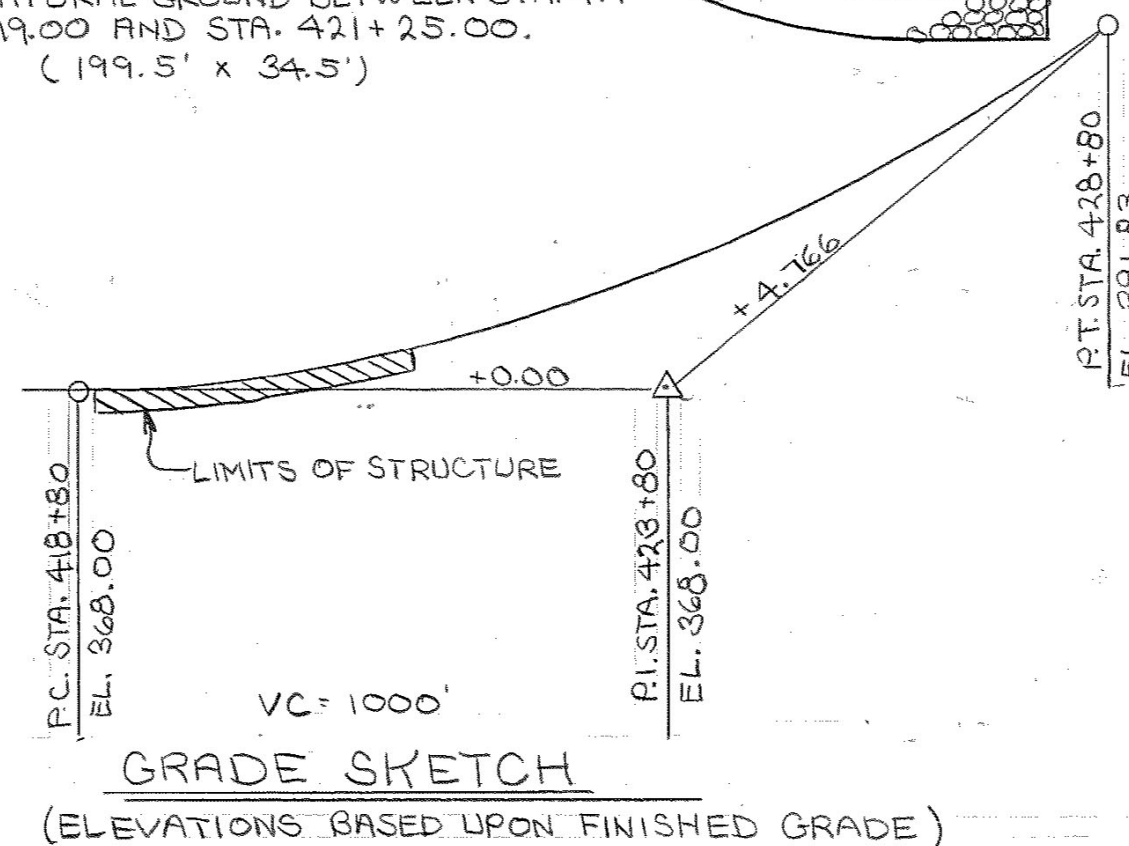 19.00 AND STA. 421+25.00.
(199.5' x 34.5')
+4.766
+0.00
LIMITS OF STRUCTURE
P.C. STA. 418+80
EL. 368.00
P.I. STA. 423+80
EL. 368.00
P.T. STA. 428+80
VC= 1000'
GRADE SKETCH
(ELEVATIONS BASED UPON FINISHED GRADE)